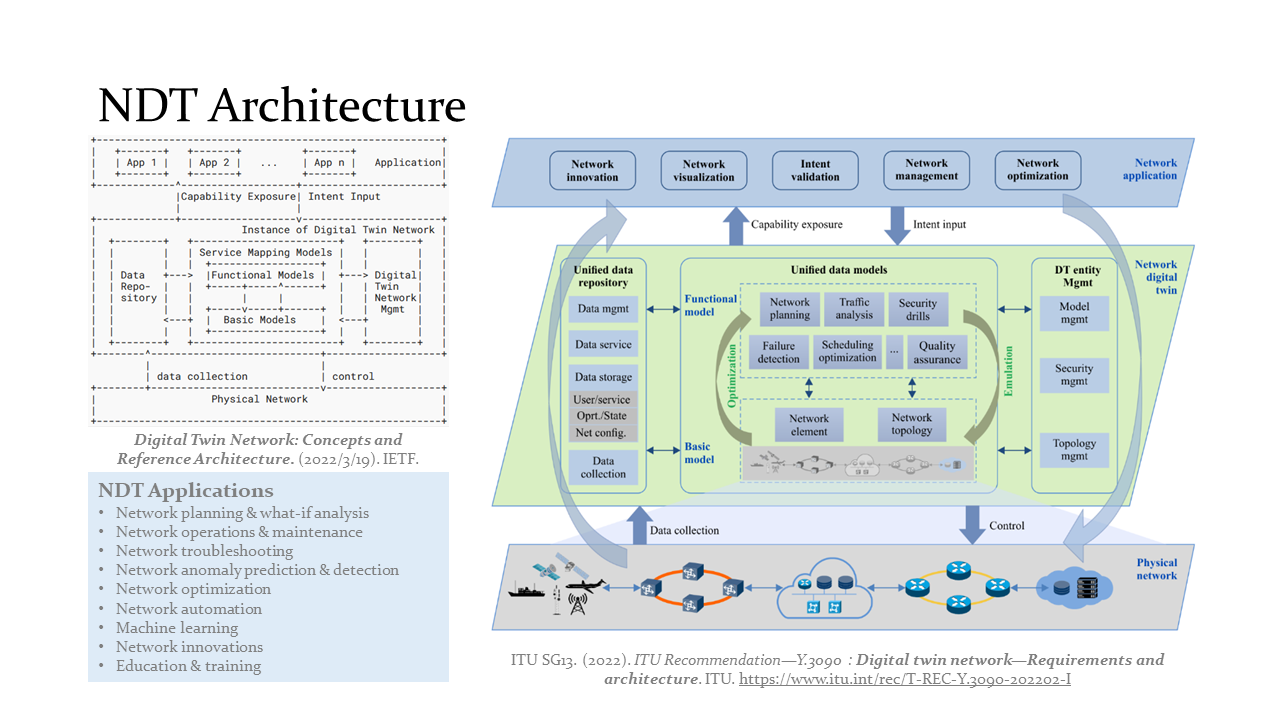 NDT Architecture
App 1 App 2 ... App n Application
Capability Exposure Intent Input
Instance of Digital Twin Network
Service Mapping Models
Data Functional Models Digital
Repo- Twin
sitory Network
Mgmt
Basic Models
data collection control
Physical Network
Digital Twin Network: Concepts and
Reference Architecture. (2022/3/19). IETF.
NDT Applications
• Network planning & what-if analysis
• Network operations & maintenance
• Network troubleshooting
• Network anomaly prediction & detection
• Network optimization
• Network automation
• Machine learning
• Network innovations
• Education & training
Network
innovation
Network
visualization
Intent
validation
Network
management
Network
optimization
Network
application
Capability exposure
Intent input
Unified data
repository
Data mgmt
Data service
Data storage
User/service
Oprt./State
Net config.
Data
collection
Unified data models
Functional
model
Network
planning
Traffic
analysis
Security
drills
Failure
detection
Scheduling
optimization
...
Quality
assurance
Optimization
Emulation
Network
element
Network
topology
Basic
model
DT entity
Mgmt
Model
mgmt
Security
mgmt
Topology
mgmt
Network
digital
twin
Data collection
Control
Physical
network
ITU SG13. (2022). ITU Recommendation—Y.3090 : Digital twin network—Requirements and
architecture. ITU. https://www.itu.int/rec/T-REC-Y.3090-202202-I